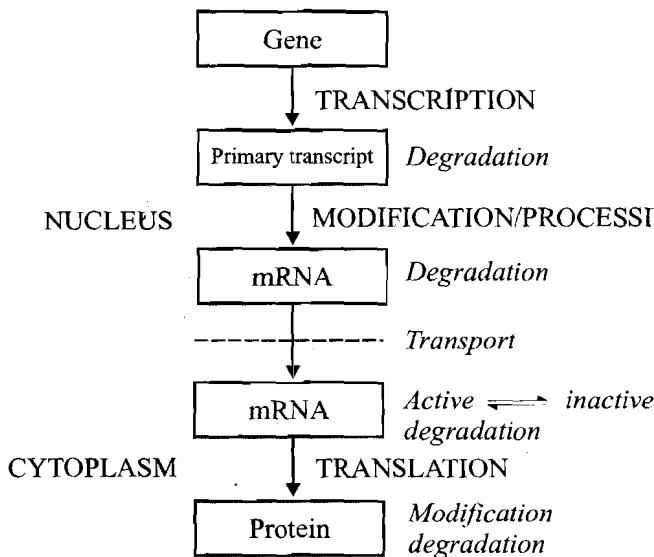 Gene
TRANSCRIPTION
Primary transcript Degradation
NUCLEUS MODIFICATION/PROCESSI
mRNA Degradation
Transport
mRNA Active ⇌ inactive
degradation
CYTOPLASM TRANSLATION
Protein Modification
degradation